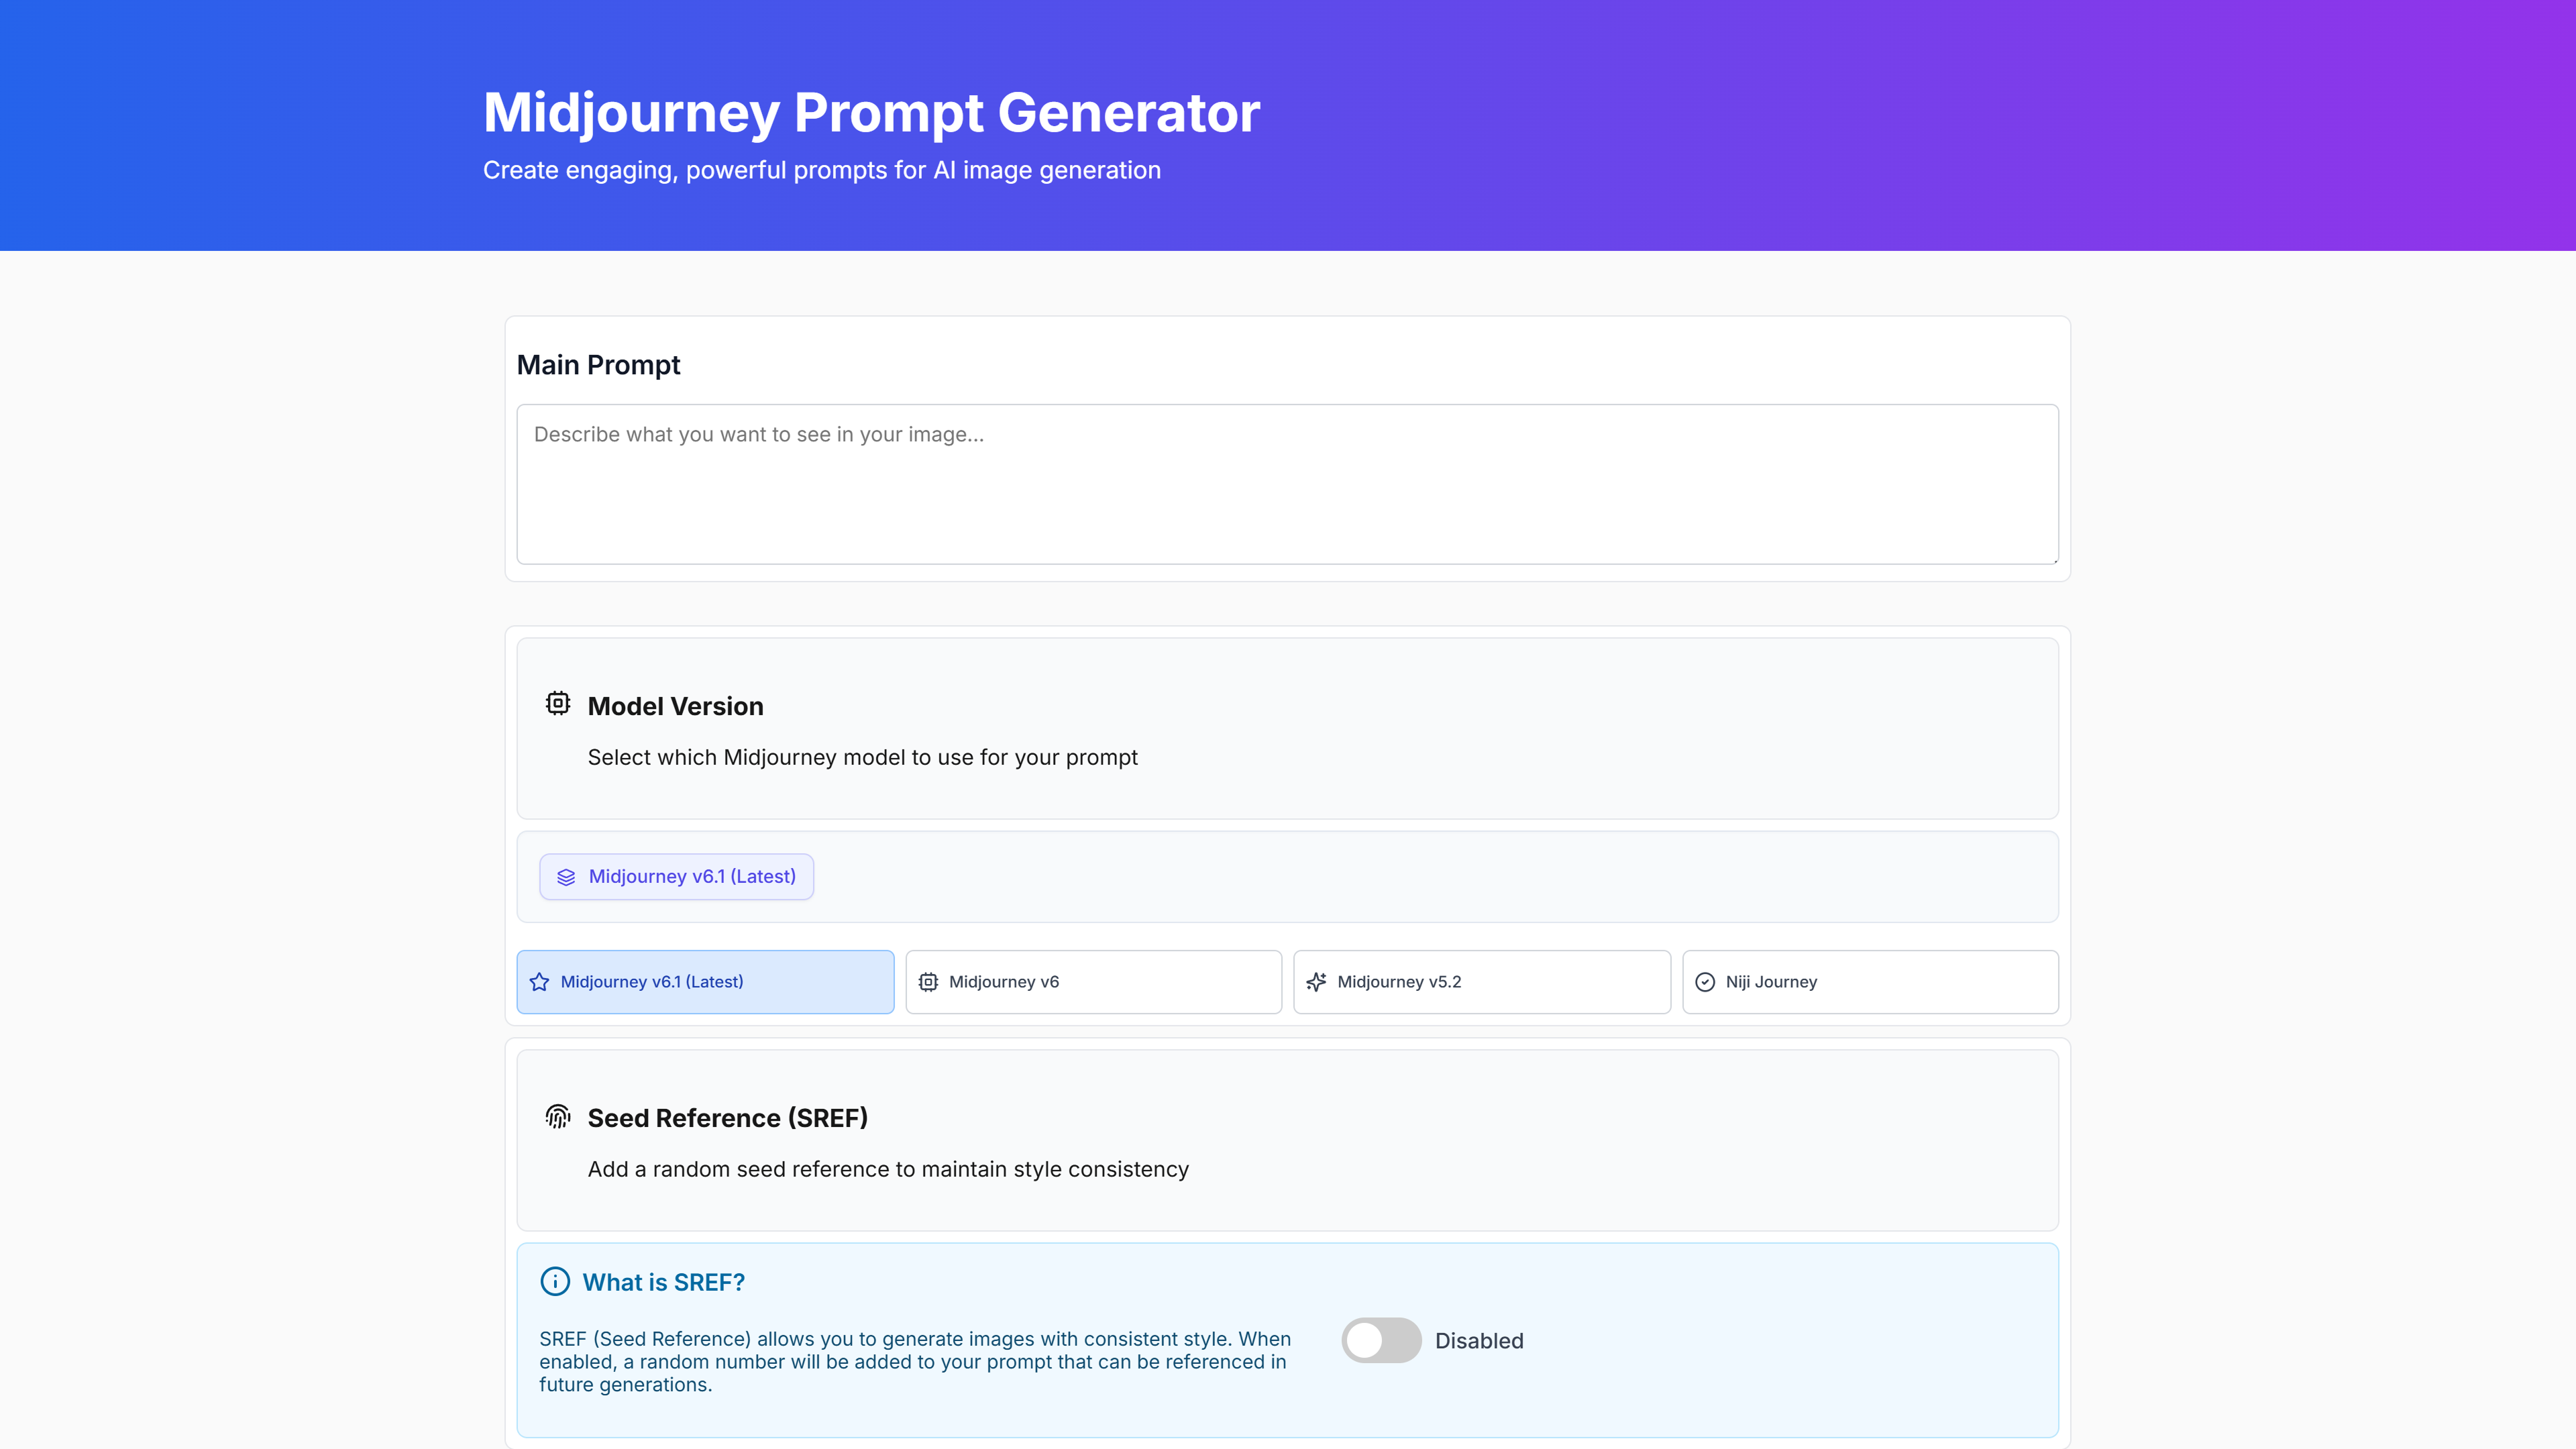 Midjourney Prompt Generator
Create engaging, powerful prompts for AI image generation
Main Prompt
Describe what you want to see in your image...
Model Version
Select which Midjourney model to use for your prompt
Midjourney v6.1 (Latest)
Midjourney v6.1 (Latest)
Midjourney v6
Midjourney v5.2
Niji Journey
Seed Reference (SREF)
Add a random seed reference to maintain style consistency
What is SREF?
SREF (Seed Reference) allows you to generate images with consistent style. When
enabled, a random number will be added to your prompt that can be referenced in
future generations.
Disabled